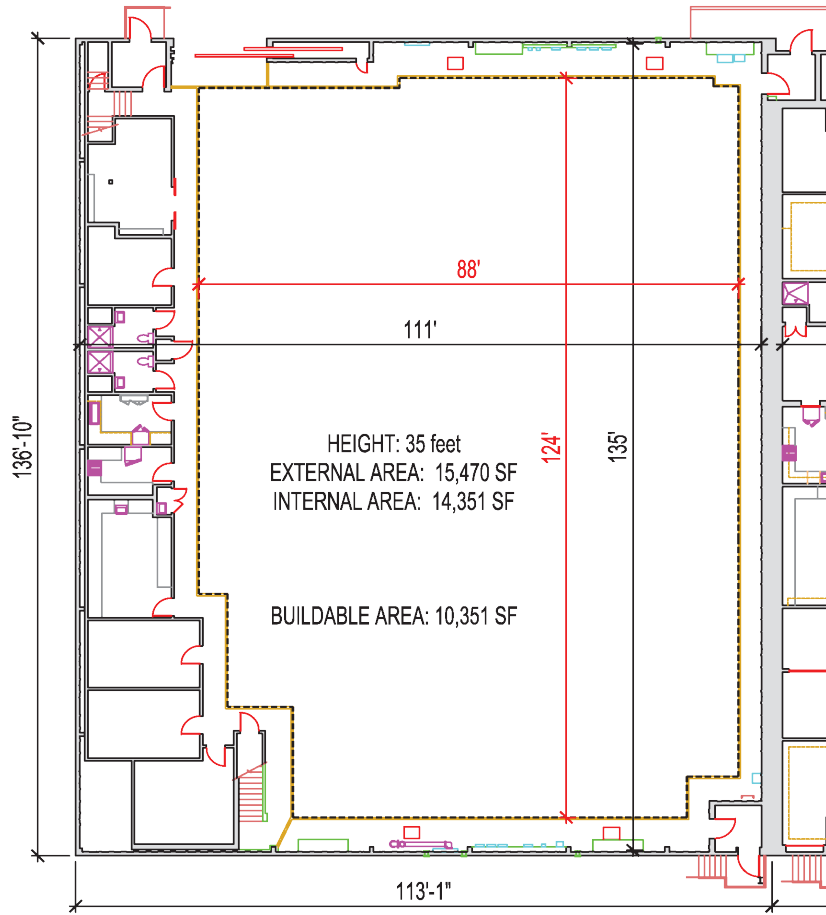 88'
111'
136'-10"
HEIGHT: 35 feet
EXTERNAL AREA: 15,470 SF
INTERNAL AREA: 14,351 SF
124'
135'
BUILDABLE AREA: 10,351 SF
113'-1"